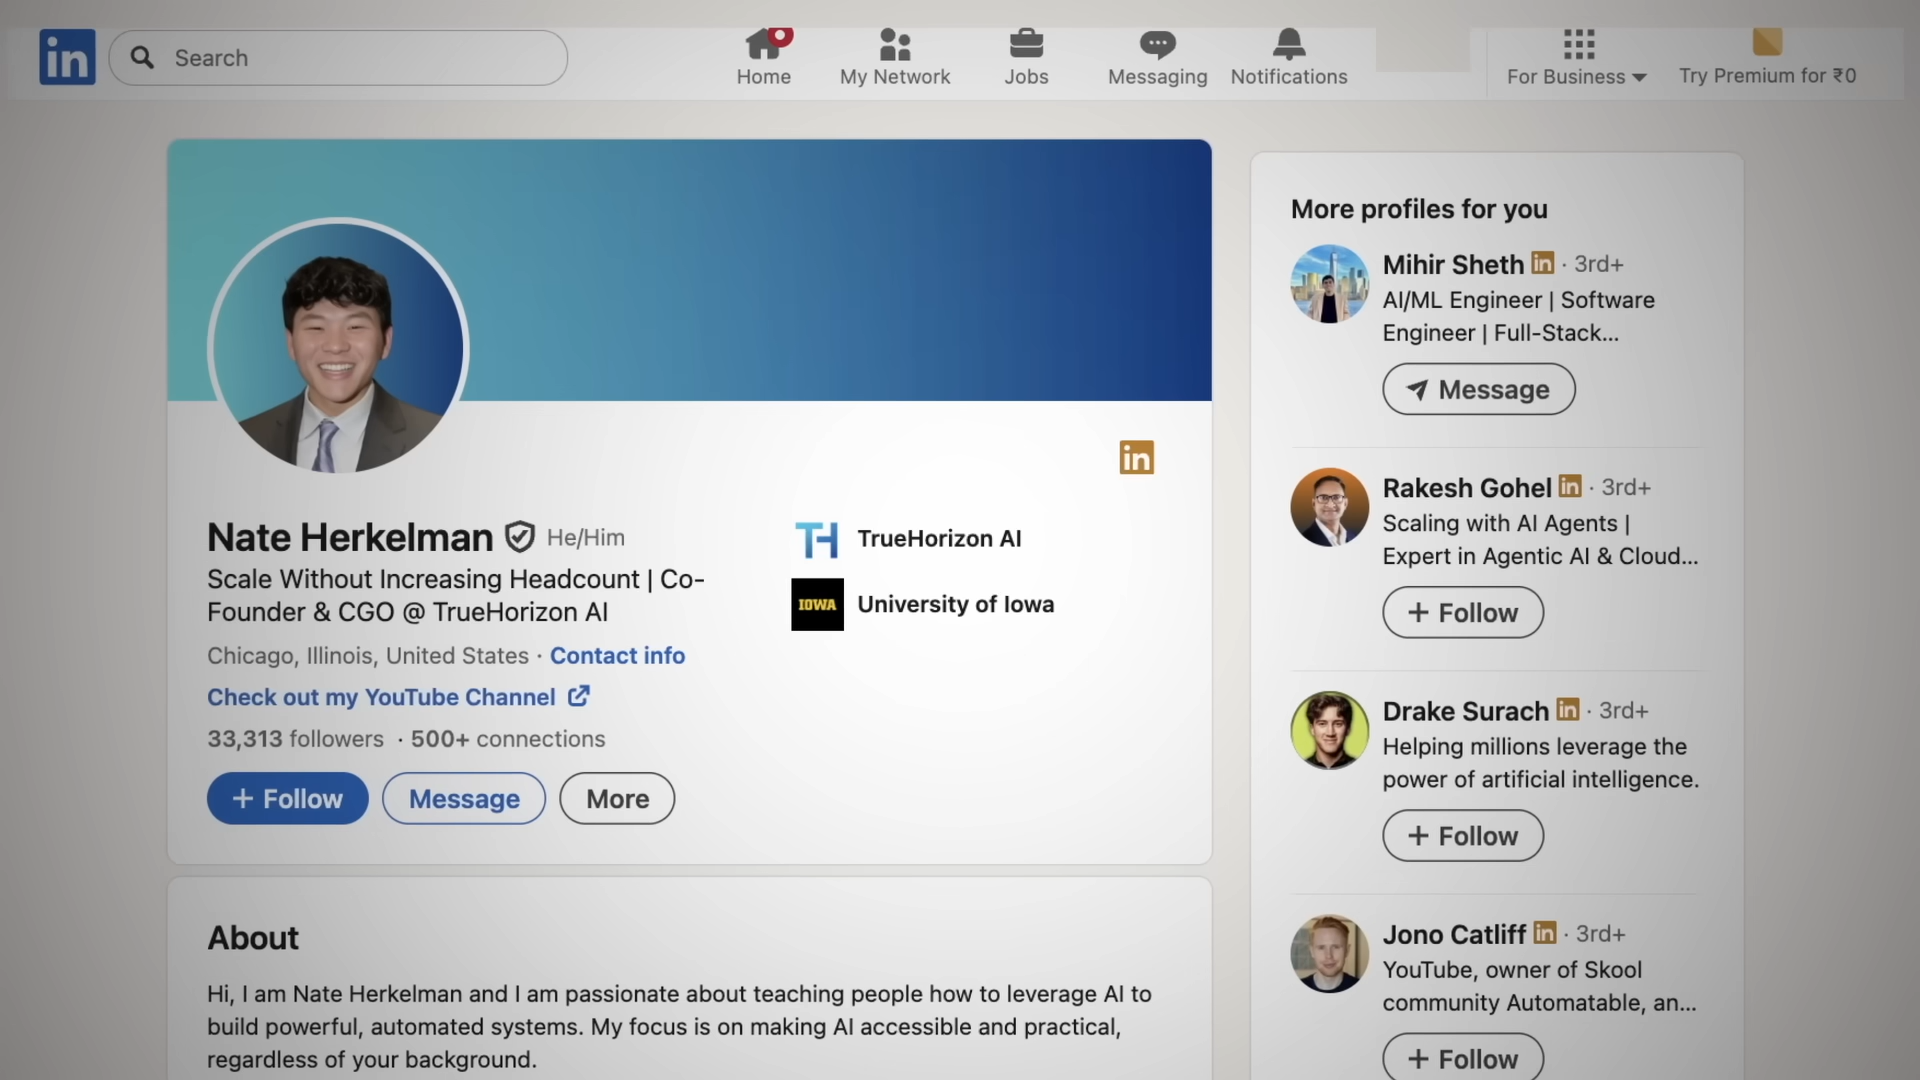 in
Search
Home
My Network
Jobs
Messaging
Notifications
For Business
Try Premium for ₹0
in
Nate Herkelman
He/Him
Scale Without Increasing Headcount | Co-
Founder & CGO @ TrueHorizon AI
Chicago, Illinois, United States · Contact info
Check out my YouTube Channel
33,313 followers · 500+ connections
+ Follow
Message
More
TH
TrueHorizon AI
IOWA
University of Iowa
About
Hi, I am Nate Herkelman and I am passionate about teaching people how to leverage AI to
build powerful, automated systems. My focus is on making AI accessible and practical,
regardless of your background.
More profiles for you
Mihir Sheth in · 3rd+
AI/ML Engineer | Software
Engineer | Full-Stack...
Message
Rakesh Gohel in · 3rd+
Scaling with AI Agents |
Expert in Agentic AI & Cloud...
+ Follow
Drake Surach in · 3rd+
Helping millions leverage the
power of artificial intelligence.
+ Follow
Jono Catliff in · 3rd+
YouTube, owner of Skool
community Automatable, an...
+ Follow